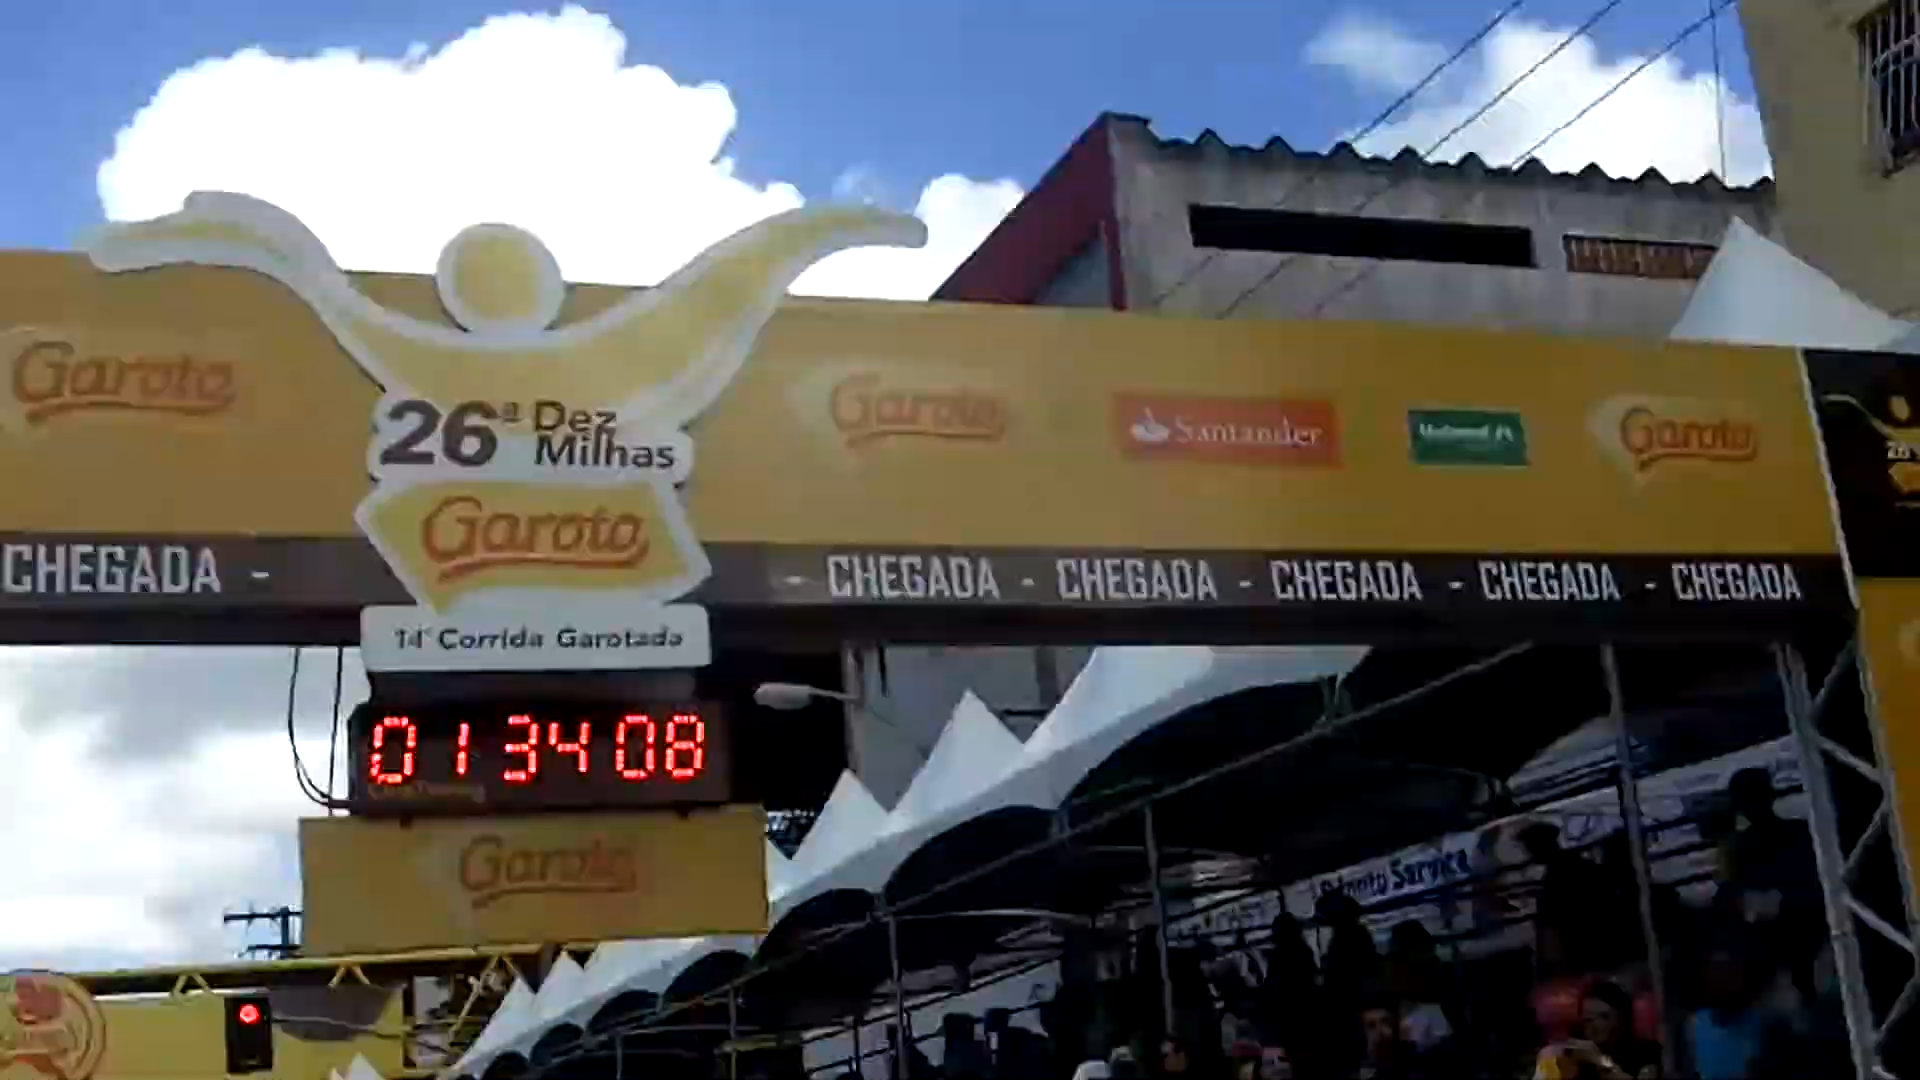 Garoto
26ª Dez
Milhas
Garoto
Garoto
Santander
Garoto
CHEGADA -
- CHEGADA - CHEGADA - CHEGADA - CHEGADA - CHEGADA
14ª Corrida Garotada
01 34 08
Garoto
Service